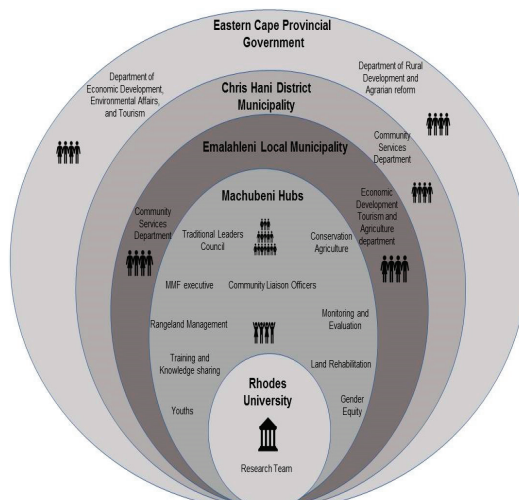 Eastern Cape Provincial
Government
Department of
Economic Development,
Environmental Affairs,
and Tourism
Department of Rural
Development and
Agrarian reform
Chris Hani District
Municipality
Community
Services
Department
Emalahleni Local Municipality
Community
Services
Department
Economic
Development
Tourism and
Agriculture
department
Machubeni Hubs
Traditional Leaders
Council
Conservation
Agriculture
MMF executive
Community Liaison Officers
Rangeland Management
Monitoring and
Evaluation
Training and
Knowledge sharing
Land Rehabilitation
Youths
Gender
Equity
Rhodes
University
Research Team